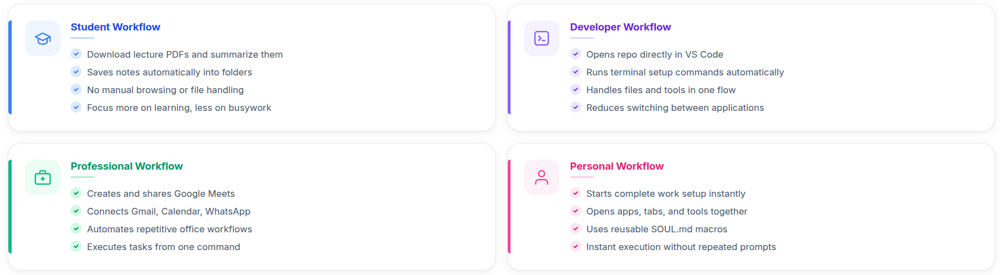 Student Workflow
Download lecture PDFs and summarize them
Saves notes automatically into folders
No manual browsing or file handling
Focus more on learning, less on busywork
Developer Workflow
Opens repo directly in VS Code
Runs terminal setup commands automatically
Handles files and tools in one flow
Reduces switching between applications
Professional Workflow
Creates and shares Google Meets
Connects Gmail, Calendar, WhatsApp
Automates repetitive office workflows
Executes tasks from one command
Personal Workflow
Starts complete work setup instantly
Opens apps, tabs, and tools together
Uses reusable SOUL.md macros
Instant execution without repeated prompts